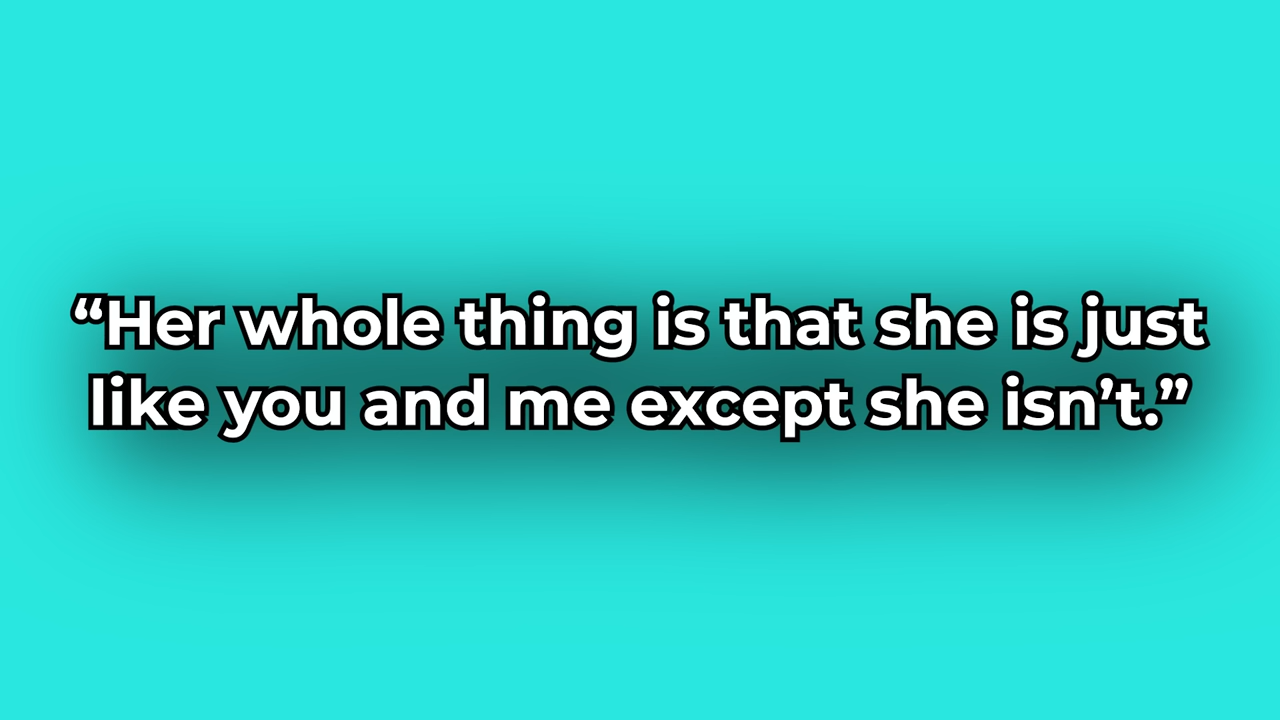 “Her whole thing is that she is just
like you and me except she isn’t.”